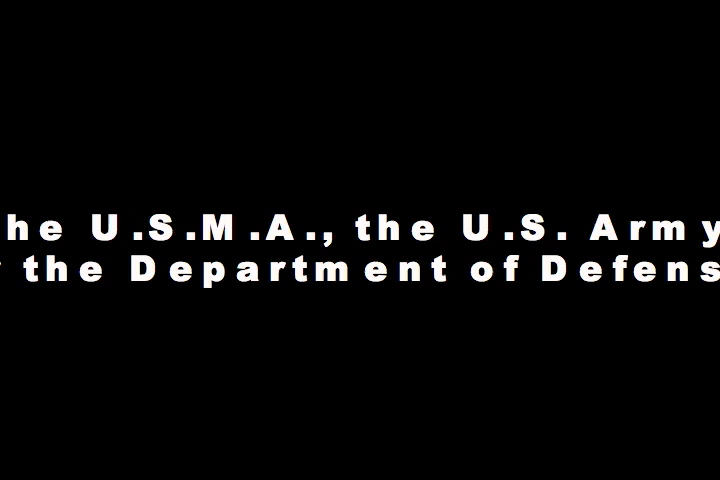 he U.S.M.A., the U.S. Army
the Department of Defens